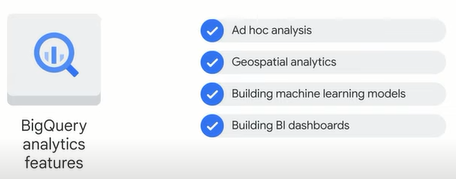 BigQuery
analytics
features
Ad hoc analysis
Geospatial analytics
Building machine learning models
Building BI dashboards